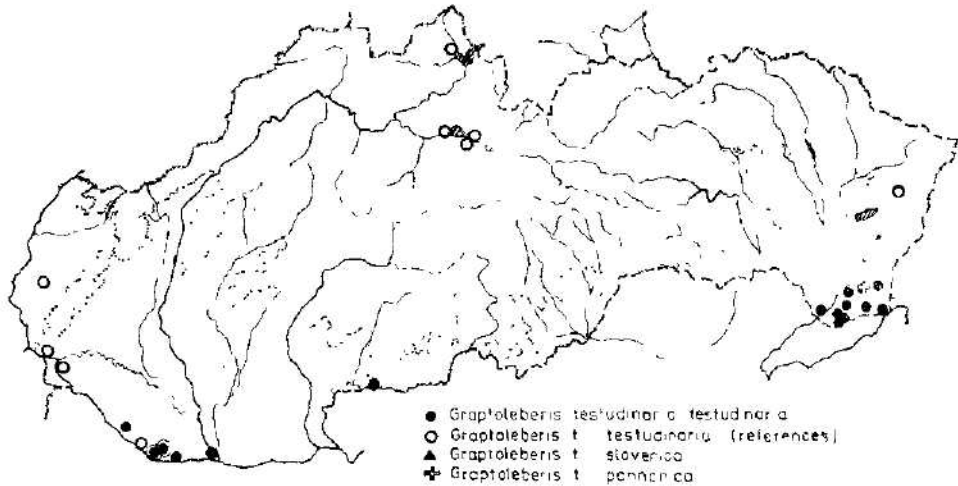 ● Graptoleberis testudinaria testudinaria
○ Graptoleberis t testudinaria (references)
▲ Graptoleberis t slovenica
✚ Graptoleberis t pannonica